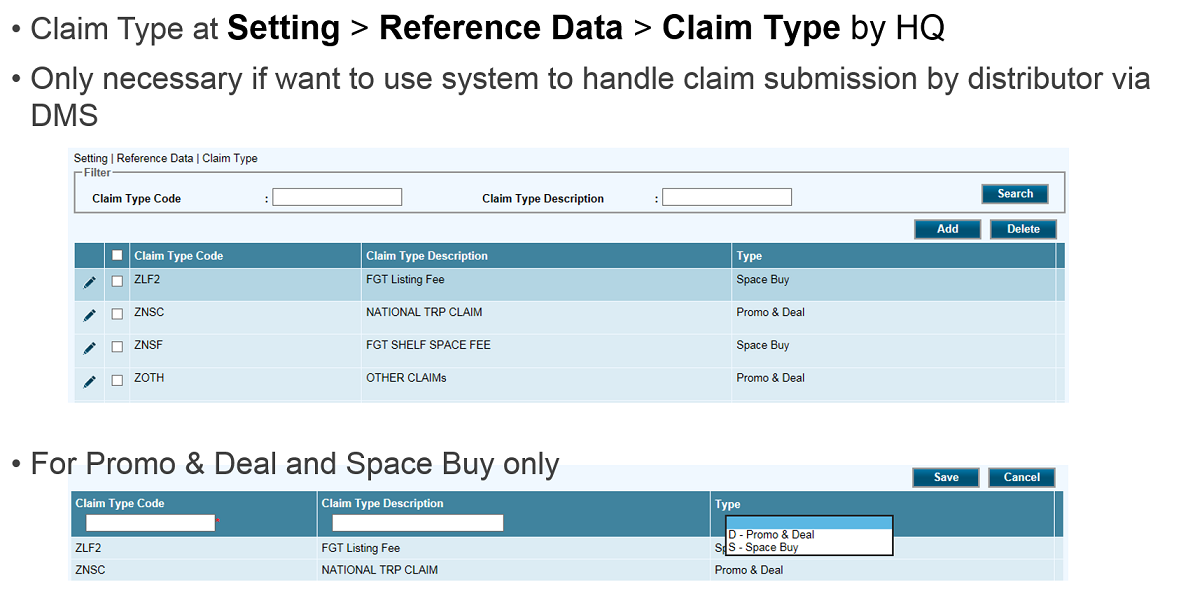 • Claim Type at Setting > Reference Data > Claim Type by HQ
• Only necessary if want to use system to handle claim submission by distributor via
DMS
Setting | Reference Data | Claim Type
Filter
Claim Type Code : Claim Type Description : Search
Add Delete
Claim Type Code Claim Type Description Type
ZLF2 FGT Listing Fee Space Buy
ZNSC NATIONAL TRP CLAIM Promo & Deal
ZNSF FGT SHELF SPACE FEE Space Buy
ZOTH OTHER CLAIMs Promo & Deal
• For Promo & Deal and Space Buy only
Save Cancel
Claim Type Code Claim Type Description Type
*
D - Promo & Deal
ZLF2 FGT Listing Fee Sp S - Space Buy
ZNSC NATIONAL TRP CLAIM Promo & Deal